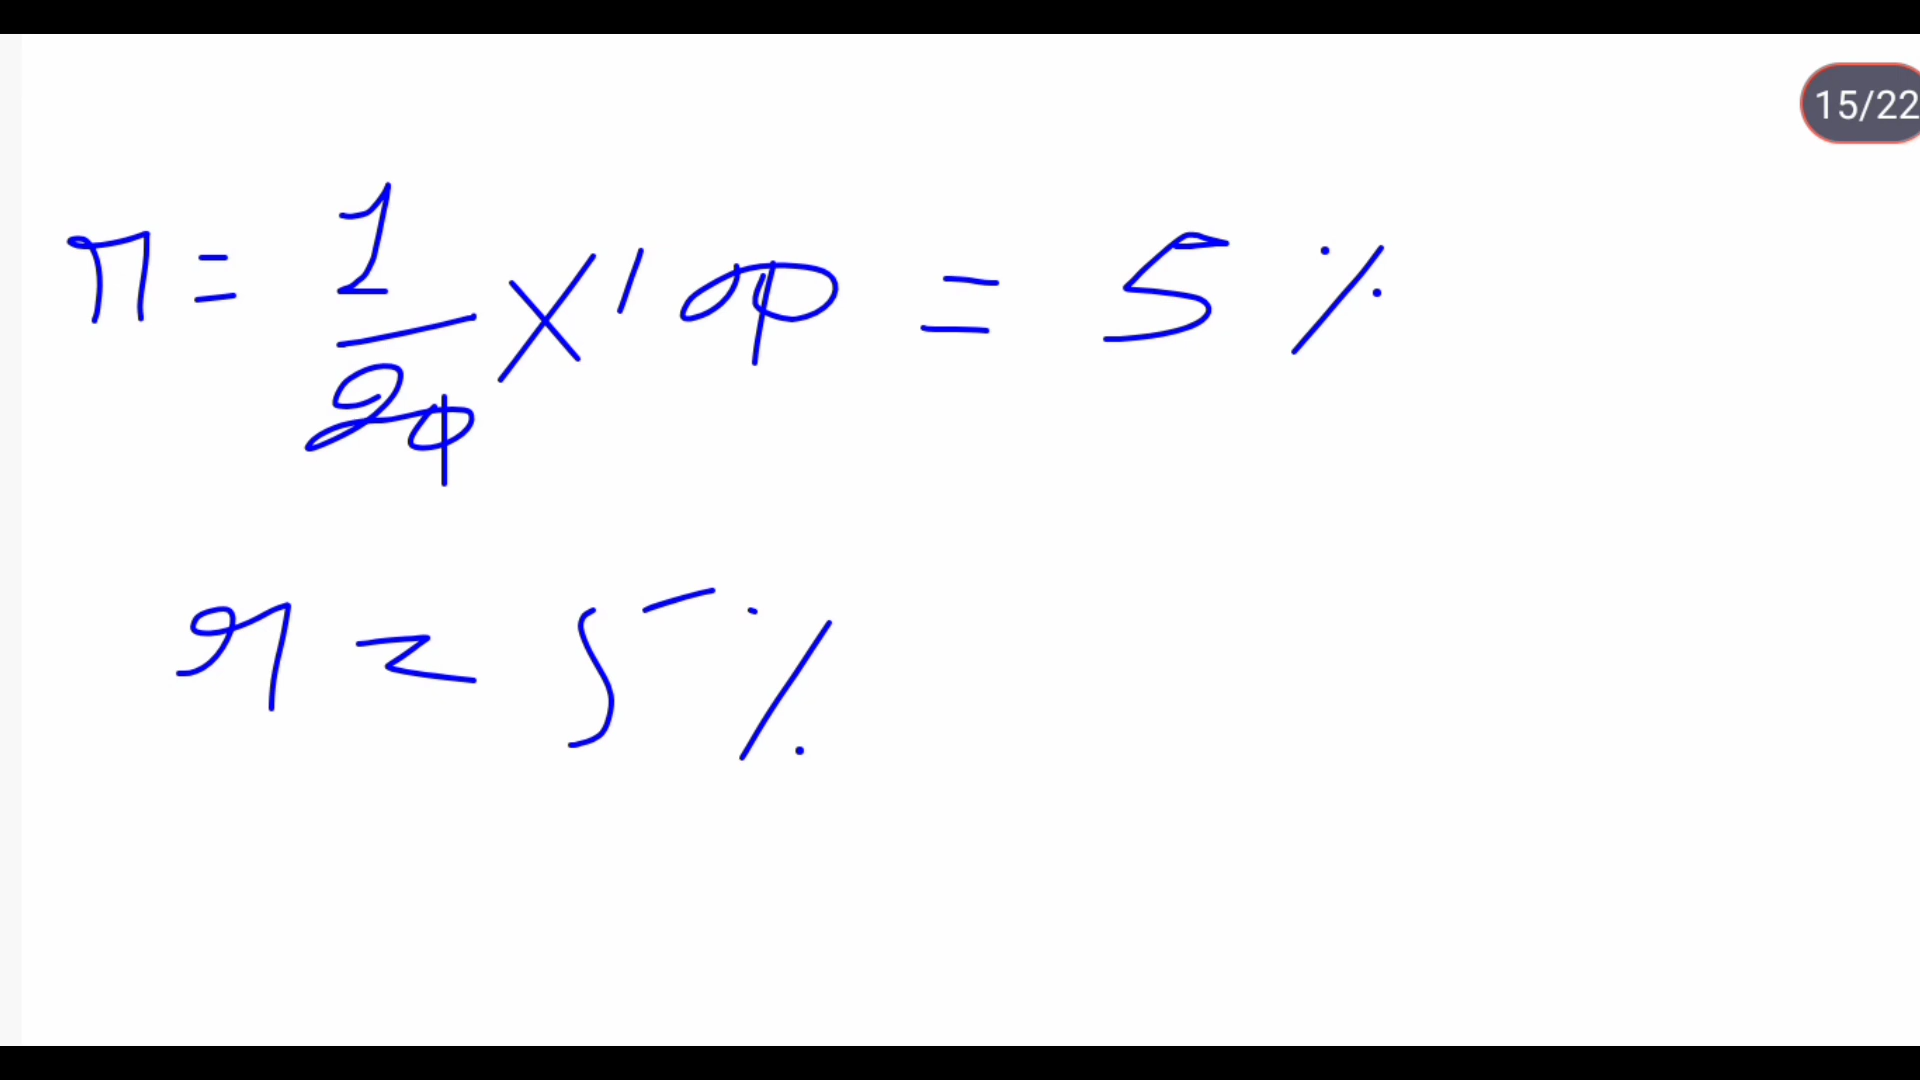 15/22
r = 1/20 × 100 = 5 %
r = 5 %